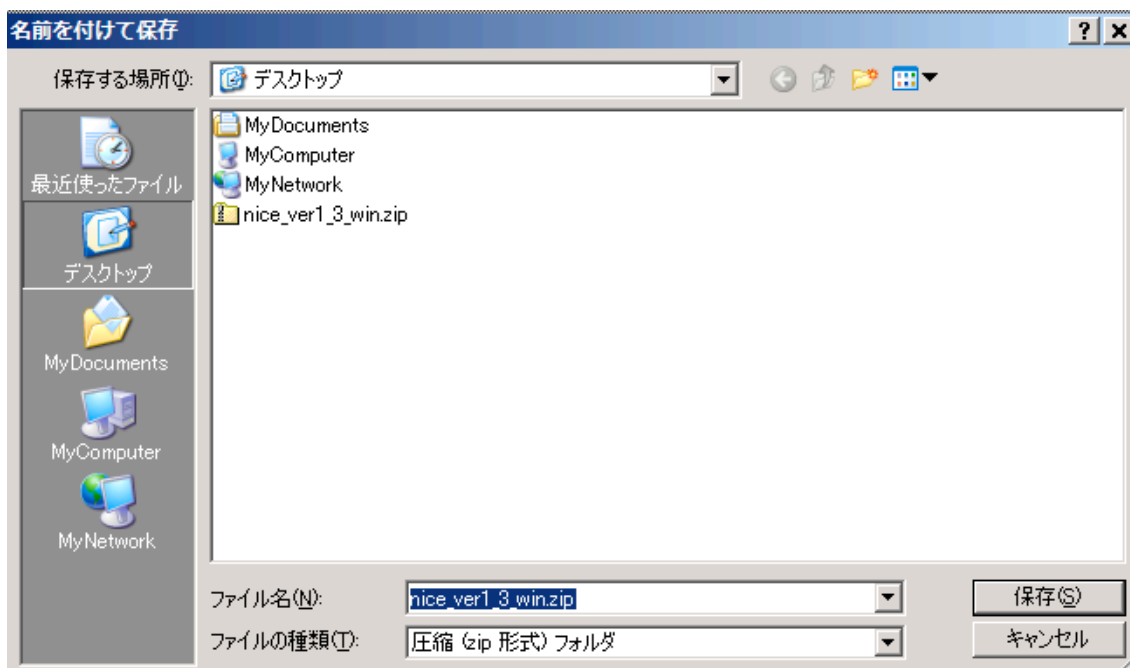 名前を付けて保存
保存する場所(I):
デスクトップ
最近使ったファイル
デスクトップ
MyDocuments
MyComputer
MyNetwork
MyDocuments
MyComputer
MyNetwork
nice_ver1_3_win.zip
ファイル名(N):
nice_ver1_3_win.zip
保存(S)
ファイルの種類(T):
圧縮 (zip 形式) フォルダ
キャンセル